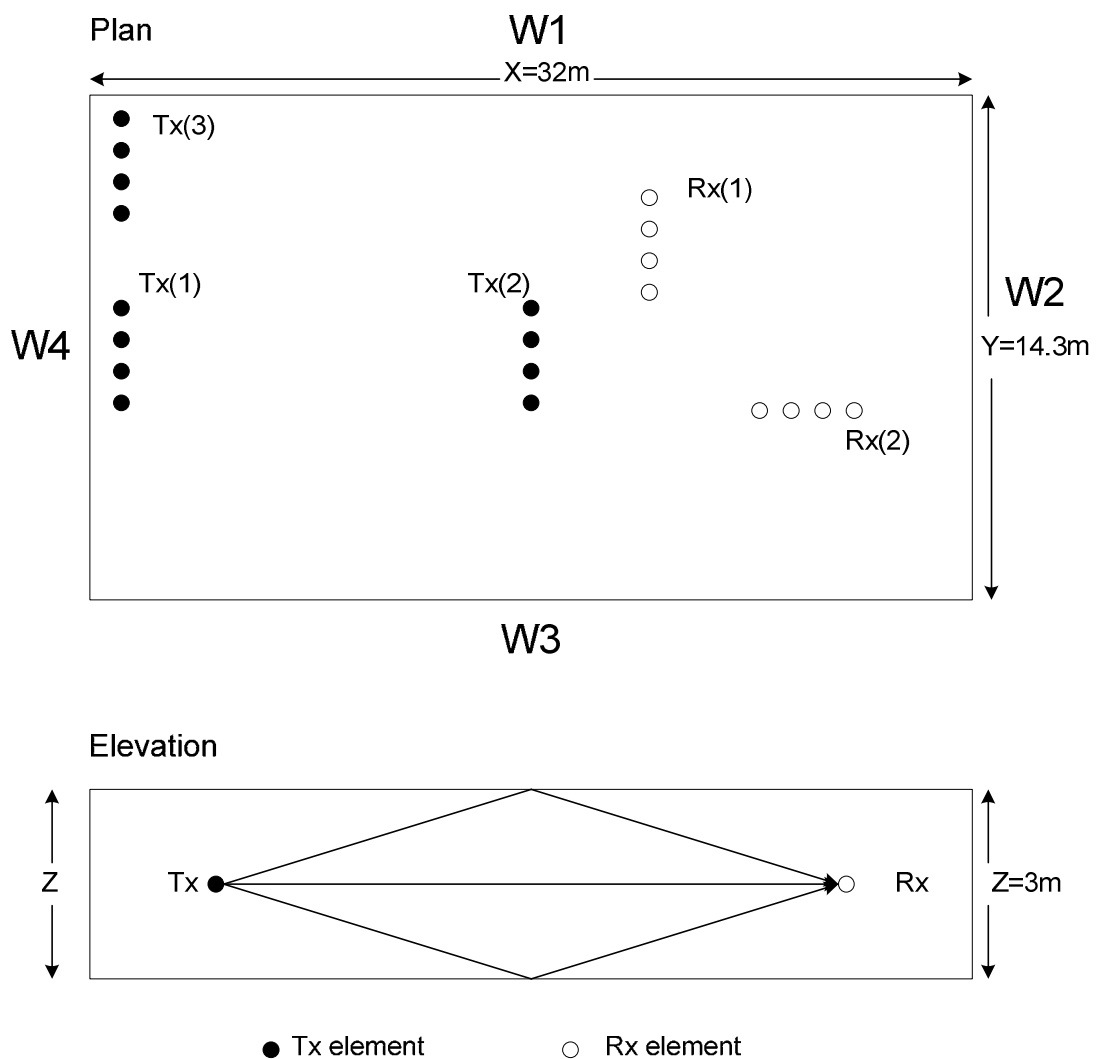 Plan
W1
X=32m
Tx(3)
Rx(1)
Tx(1)
Tx(2)
W2
W4
Y=14.3m
Rx(2)
W3
Elevation
Z
Tx
Rx
Z=3m
Tx element
Rx element